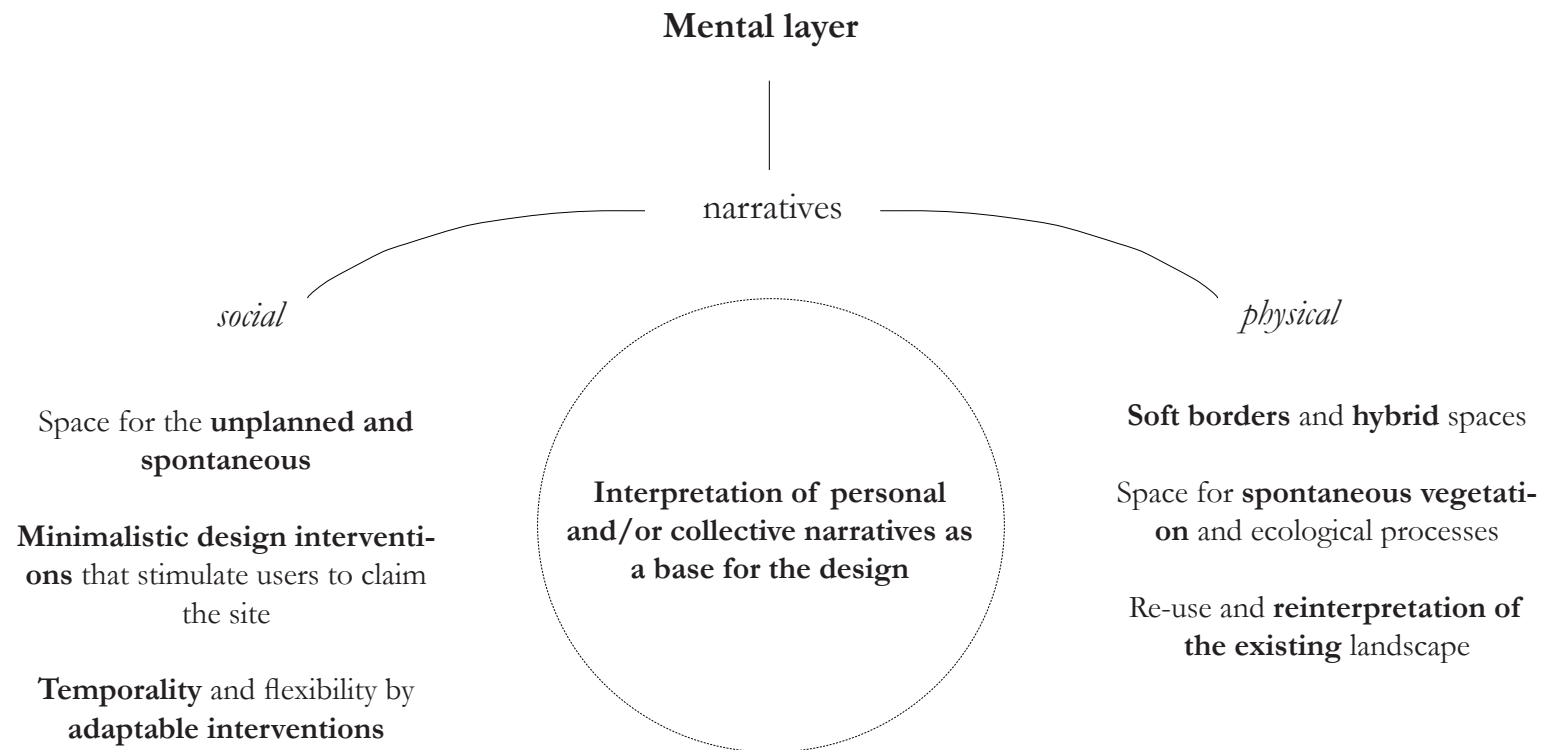 Mental layer
narratives
social
Space for the unplanned and
spontaneous
Minimalistic design interventi-
ons that stimulate users to claim
the site
Temporality and flexibility by
adaptable interventions
Interpretation of personal
and/or collective narratives as
a base for the design
physical
Soft borders and hybrid spaces
Space for spontaneous vegetati-
on and ecological processes
Re-use and reinterpretation of
the existing landscape